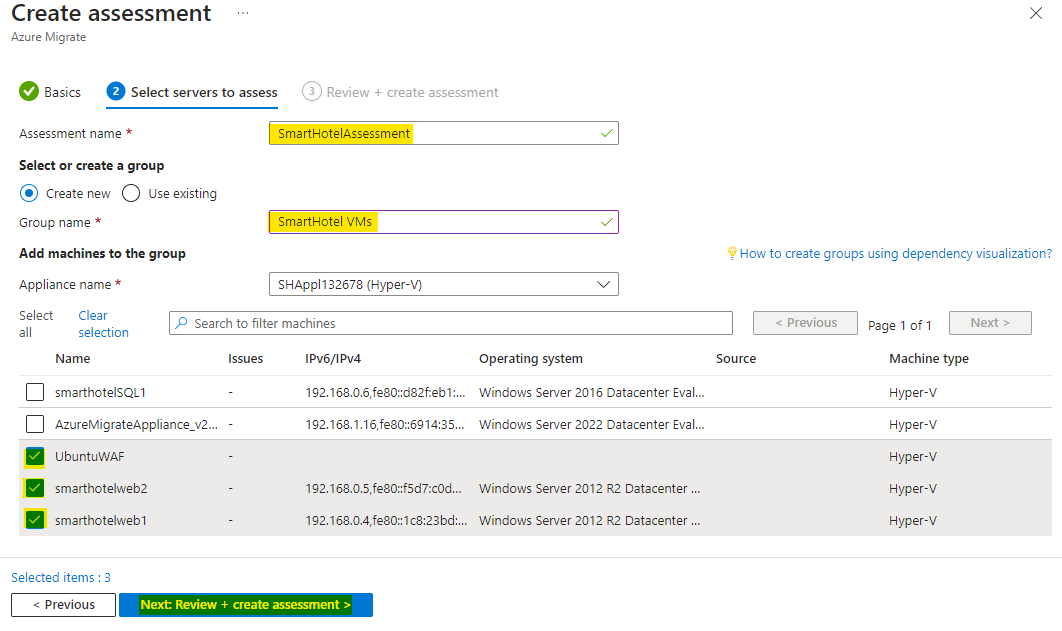 Create assessment ...
Azure Migrate
Basics 2 Select servers to assess 3 Review + create assessment
Assessment name * SmartHotelAssessment
Select or create a group
Create new Use existing
Group name * SmartHotel VMs
Add machines to the group How to create groups using dependency visualization?
Appliance name * SHAppl132678 (Hyper-V)
Select all Clear selection Search to filter machines < Previous Page 1 of 1 Next >
Name Issues IPv6/IPv4 Operating system Source Machine type
smarthotelSQL1 - 192.168.0.6,fe80::d82f:eb1:... Windows Server 2016 Datacenter Eval... Hyper-V
AzureMigrateAppliance_v2... - 192.168.1.16,fe80::6914:35... Windows Server 2022 Datacenter Eval... Hyper-V
UbuntuWAF - Hyper-V
smarthotelweb2 - 192.168.0.5,fe80::f5d7:c0d... Windows Server 2012 R2 Datacenter ... Hyper-V
smarthotelweb1 - 192.168.0.4,fe80::1c8:23bd:... Windows Server 2012 R2 Datacenter ... Hyper-V
Selected items : 3
< Previous Next: Review + create assessment >